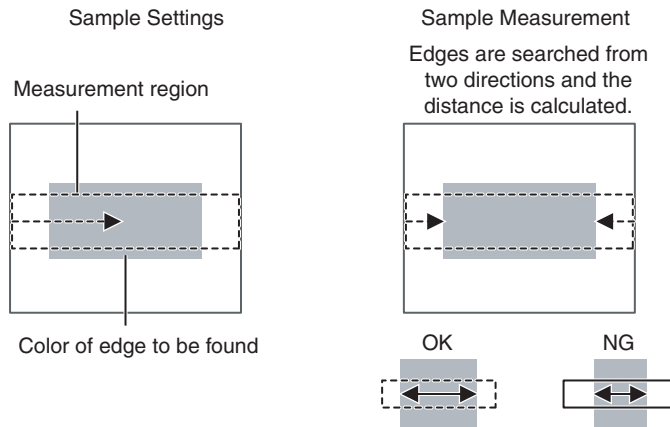 Sample Settings
Measurement region
Color of edge to be found
Sample Measurement
Edges are searched from
two directions and the
distance is calculated.
OK
NG